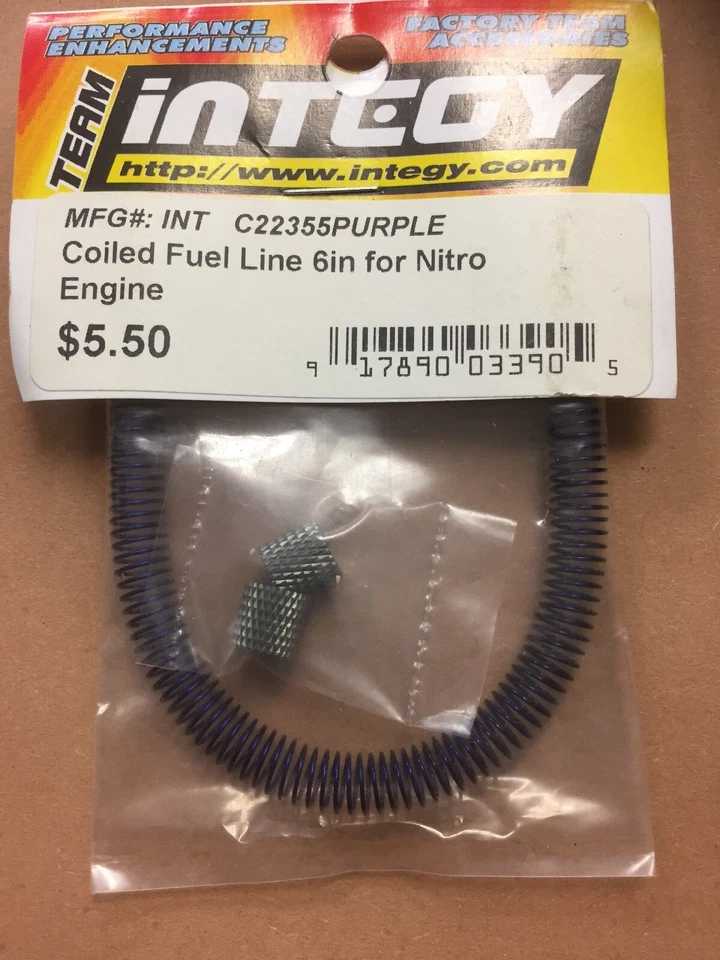 PERFORMANCE
ENHANCEMENTS
FACTORY TEAM
ACCESSORIES
TEAM
iNTEGY
http://www.integy.com
MFG#: INT C22355PURPLE
Coiled Fuel Line 6in for Nitro
Engine
$5.50
9 17890 03390 5